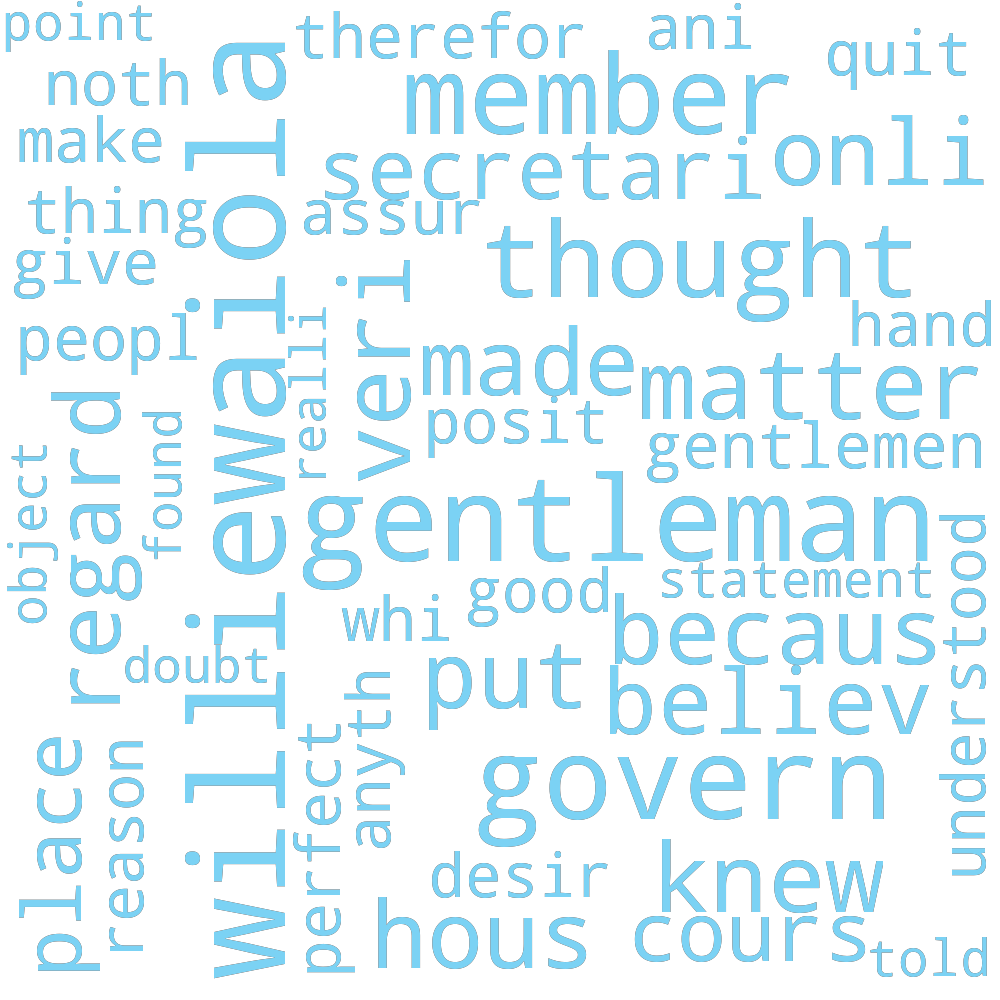 point
therefor
ani
quit
noth
member
make
secretari
onli
thing
assur
thought
give
williewaiola
veri
hand
peopl
realli
made
matter
regard
found
posit
gentlemen
object
gentleman
good
statement
understood
whi
becaus
doubt
put
believ
place
reason
perfect
anyth
govern
desir
knew
hous
cours
told